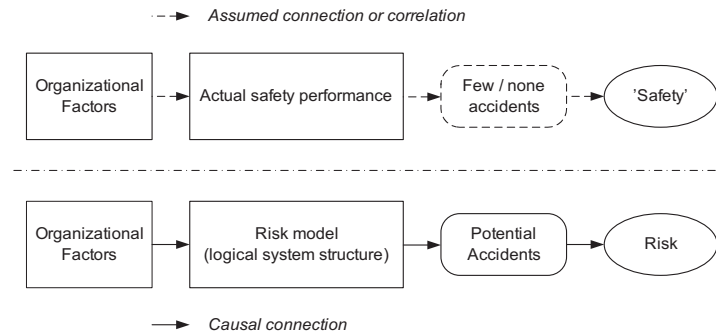 Assumed connection or correlation
Organizational
Factors
Actual safety performance
Few / none
accidents
'Safety'
Organizational
Factors
Risk model
(logical system structure)
Potential
Accidents
Risk
Causal connection